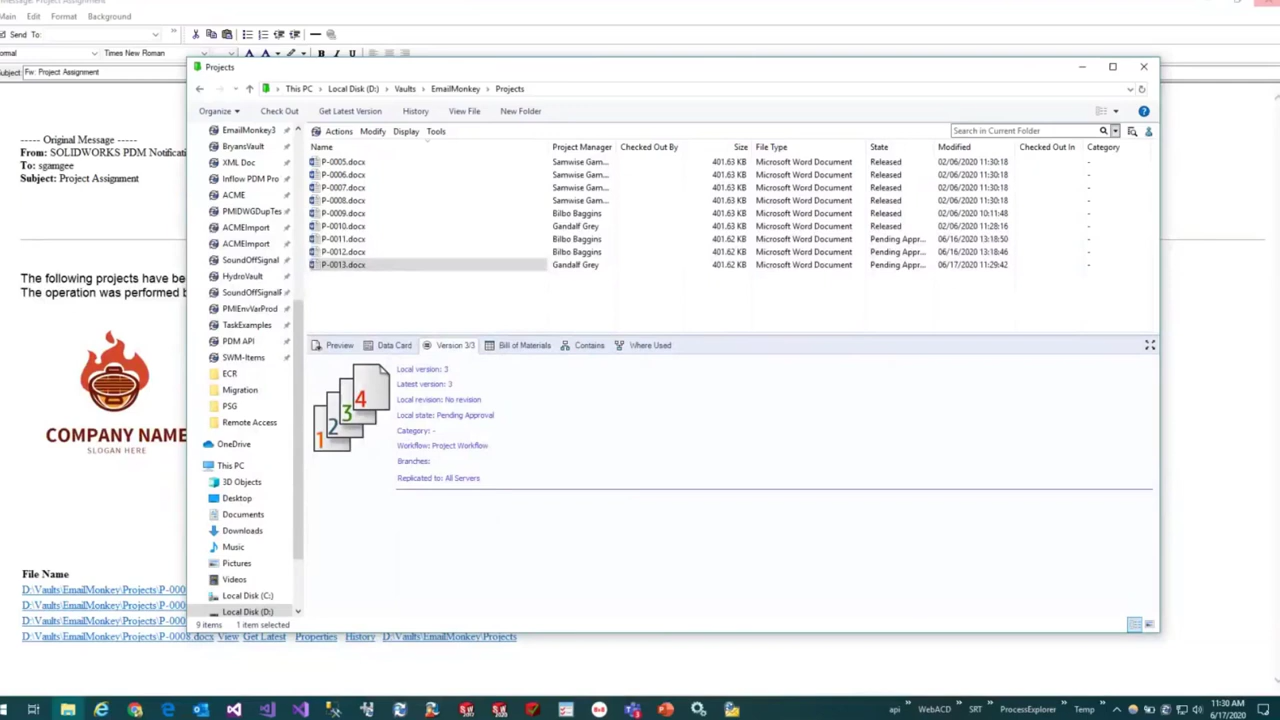 Message: Project Assignment
Main Edit Format Background
Send To:
Times New Roman
B I U
Subject: Fw: Project Assignment
----- Original Message -----
From: SOLIDWORKS PDM Notificati
To: sgamgee
Subject: Project Assignment
The following projects have be
The operation was performed b
COMPANY NAME
SLOGAN HERE
File Name
D:\Vaults\EmailMonkey\Projects\P-000
D:\Vaults\EmailMonkey\Projects\P-000
D:\Vaults\EmailMonkey\Projects\P-000
D:\Vaults\EmailMonkey\Projects\P-0008.docx View Get Latest Properties History D:\Vaults\EmailMonkey\Projects
Projects
This PC > Local Disk (D:) > Vaults > EmailMonkey > Projects
Organize Check Out Get Latest Version History View File New Folder
EmailMonkey3
BryansVault
XML Doc
Inflow PDM Pro
ACME
PMIDWGDupTes
ACMEImport
ACMEImport
SoundOffSignal
HydroVault
SoundOffSignalF
PMIEnvVarProd
TaskExamples
PDM API
SWM-Items
ECR
Migration
PSG
Remote Access
OneDrive
This PC
3D Objects
Desktop
Documents
Downloads
Music
Pictures
Videos
Local Disk (C:)
Local Disk (D:)
Actions Modify Display Tools
Search in Current Folder
Name Project Manager Checked Out By Size File Type State Modified Checked Out In Category
P-0005.docx Samwise Gam... 401.63 KB Microsoft Word Document Released 02/06/2020 11:30:18 -
P-0006.docx Samwise Gam... 401.63 KB Microsoft Word Document Released 02/06/2020 11:30:18 -
P-0007.docx Samwise Gam... 401.63 KB Microsoft Word Document Released 02/06/2020 11:30:18 -
P-0008.docx Samwise Gam... 401.63 KB Microsoft Word Document Released 02/06/2020 11:30:18 -
P-0009.docx Bilbo Baggins 401.63 KB Microsoft Word Document Released 02/06/2020 10:11:48 -
P-0010.docx Gandalf Grey 401.63 KB Microsoft Word Document Released 02/06/2020 11:28:16 -
P-0011.docx Bilbo Baggins 401.62 KB Microsoft Word Document Pending Appr... 06/16/2020 13:18:50 -
P-0012.docx Bilbo Baggins 401.62 KB Microsoft Word Document Pending Appr... 06/16/2020 13:18:46 -
P-0013.docx Gandalf Grey 401.62 KB Microsoft Word Document Pending Appr... 06/17/2020 11:29:42 -
Preview Data Card Version 3/3 Bill of Materials Contains Where Used
1 2 3 4
Local version: 3
Latest version: 3
Local revision: No revision
Local state: Pending Approval
Category: -
Workflow: Project Workflow
Branches:
Replicated to: All Servers
9 items 1 item selected
api WebACD SRT ProcessExplorer Temp
11:30 AM
6/17/2020